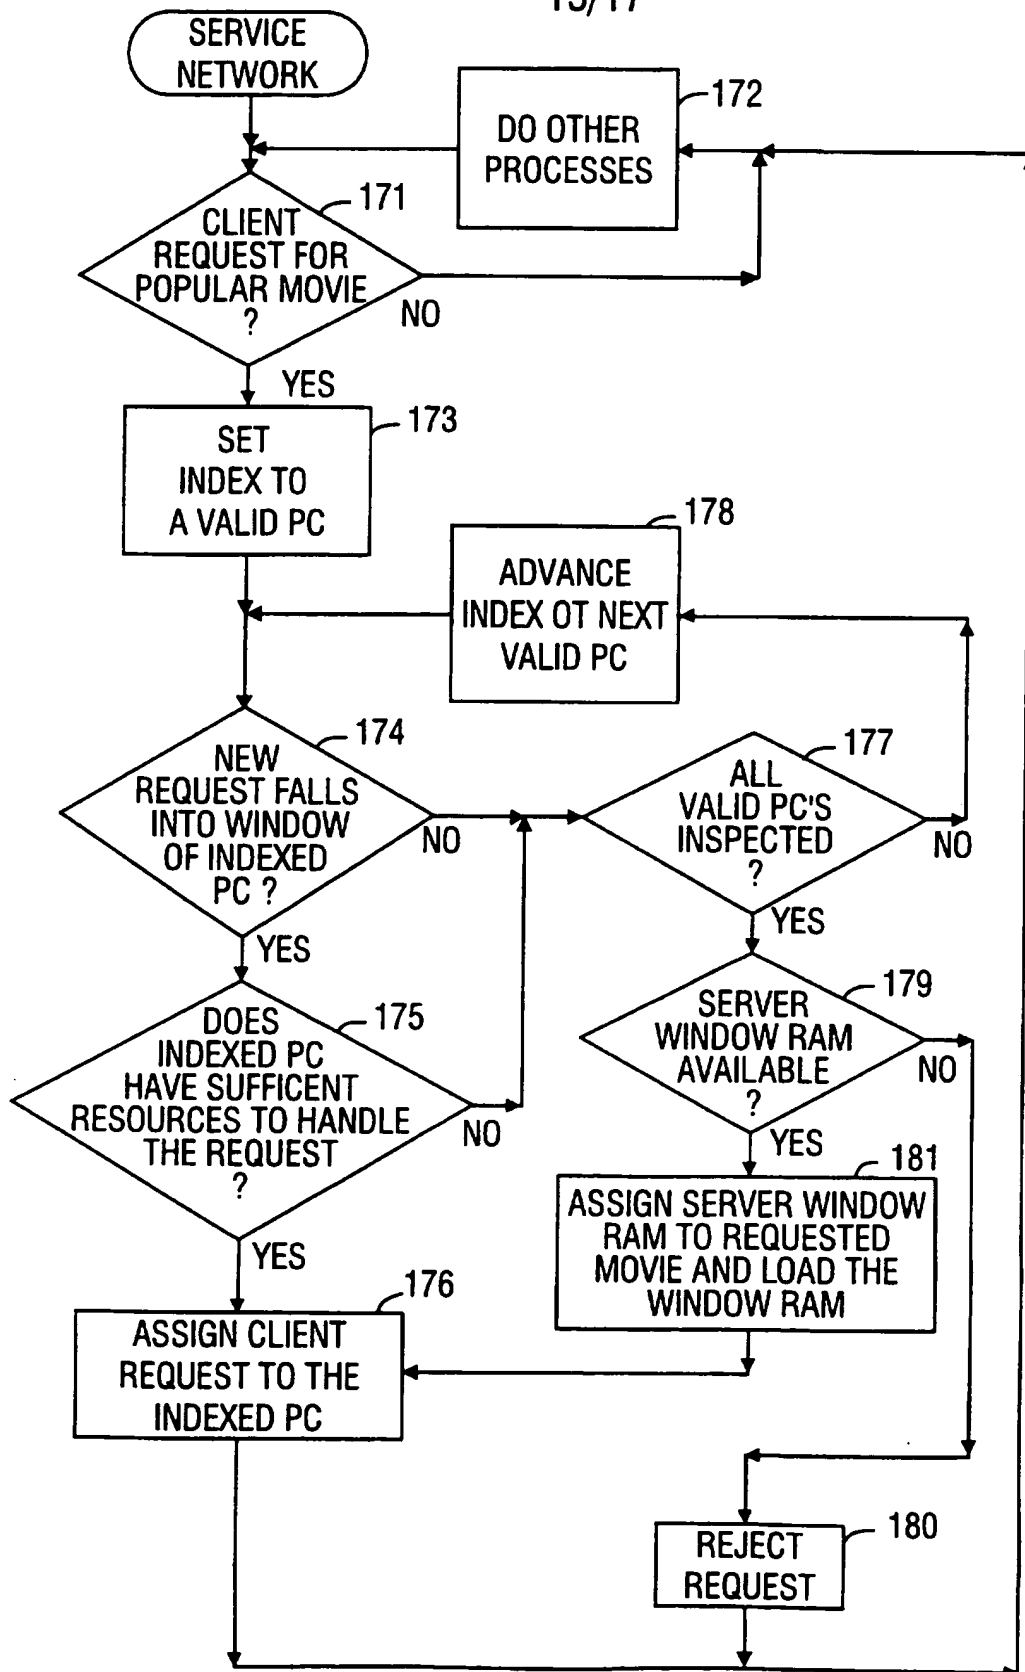 15/17
SERVICE
NETWORK
172
DO OTHER
PROCESSES
171
CLIENT
REQUEST FOR
POPULAR MOVIE
?
NO
YES
173
SET
INDEX TO
A VALID PC
178
ADVANCE
INDEX OT NEXT
VALID PC
174
NEW
REQUEST FALLS
INTO WINDOW
OF INDEXED
PC ?
NO
YES
177
ALL
VALID PC'S
INSPECTED
?
NO
YES
175
DOES
INDEXED PC
HAVE SUFFICENT
RESOURCES TO HANDLE
THE REQUEST
?
NO
YES
179
SERVER
WINDOW RAM
AVAILABLE
?
NO
YES
181
ASSIGN SERVER WINDOW
RAM TO REQUESTED
MOVIE AND LOAD THE
WINDOW RAM
176
ASSIGN CLIENT
REQUEST TO THE
INDEXED PC
180
REJECT
REQUEST